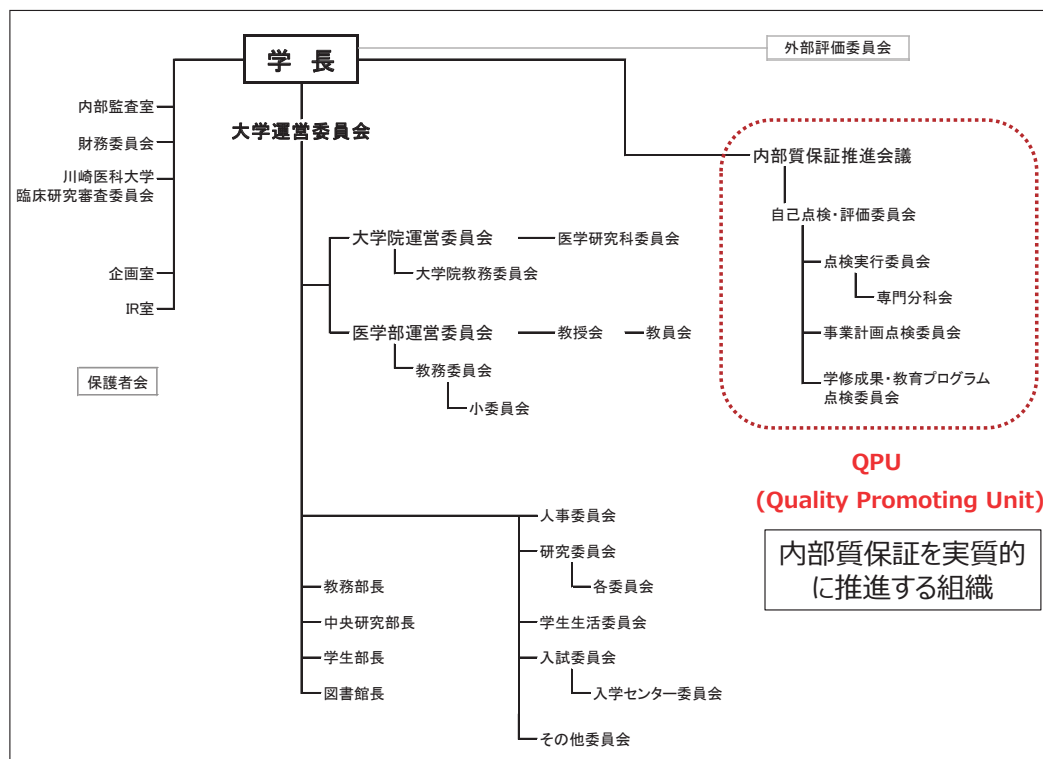 学 長
外部評価委員会
内部監査室
財務委員会
川崎医科大学
臨床研究審査委員会
企画室
IR室
保護者会
大学運営委員会
大学院運営委員会
医学研究科委員会
大学院教務委員会
医学部運営委員会
教授会
教員会
教務委員会
小委員会
人事委員会
研究委員会
各委員会
学生生活委員会
入試委員会
入学センター委員会
その他委員会
教務部長
中央研究部長
学生部長
図書館長
内部質保証推進会議
自己点検・評価委員会
点検実行委員会
専門分科会
事業計画点検委員会
学修成果・教育プログラム
点検委員会
QPU
(Quality Promoting Unit)
内部質保証を実質的
に推進する組織